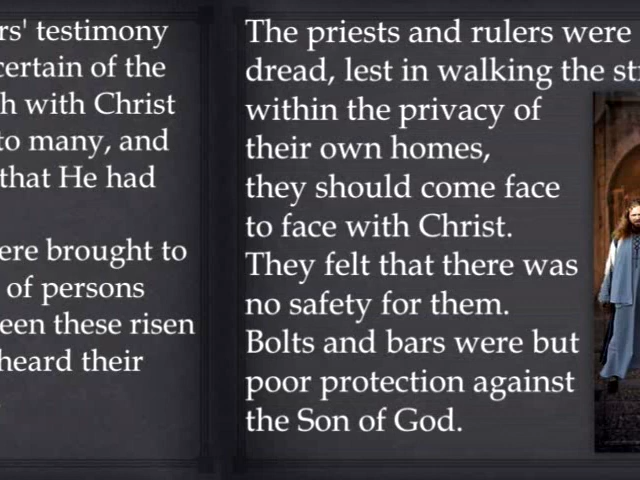 rs' testimony
certain of the
h with Christ
to many, and
that He had
ere brought to
of persons
een these risen
heard their
The priests and rulers were
dread, lest in walking the
within the privacy of
their own homes,
they should come face
to face with Christ.
They felt that there was
no safety for them.
Bolts and bars were but
poor protection against
the Son of God.